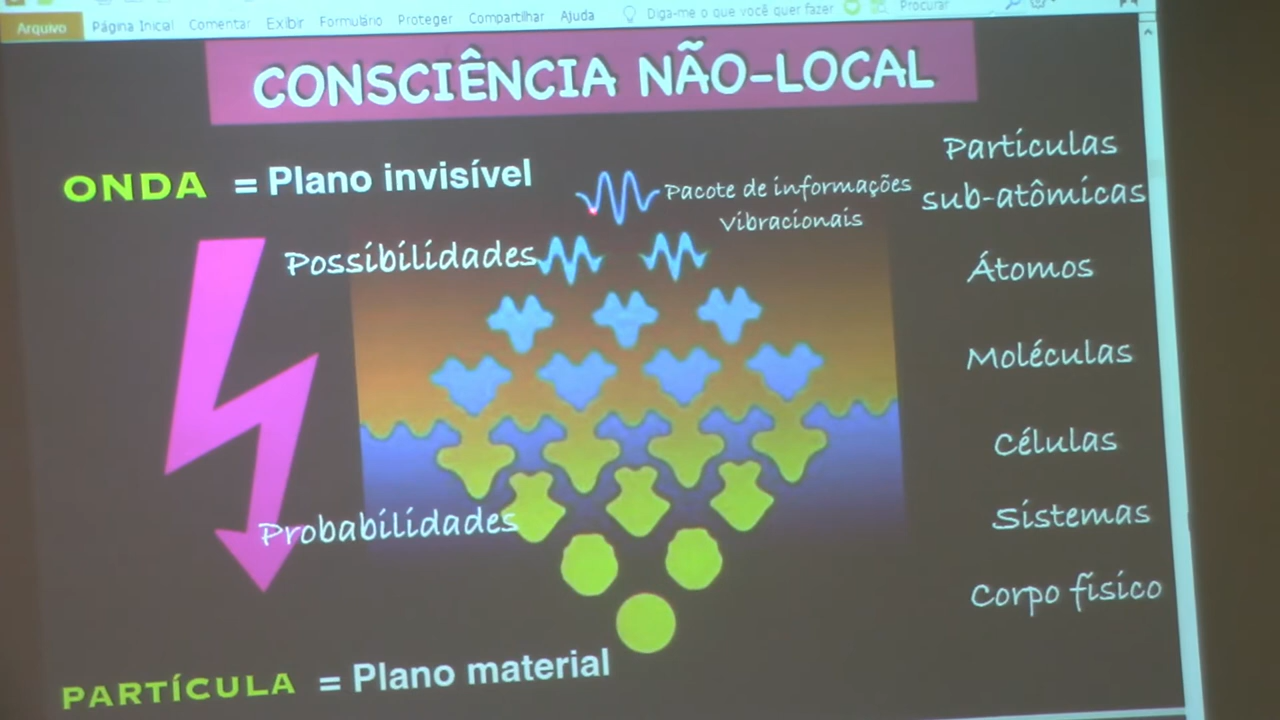 Arquivo Página Inicial Comentar Exibir Formulário Proteger Compartilhar Ajuda Diga-me o que você quer fazer Procurar
CONSCIÊNCIA NÃO-LOCAL
ONDA = Plano invisível
Pacote de informações
vibracionais
Possibilidades
Probabilidades
PARTÍCULA = Plano material
Partículas
sub-atômicas
Átomos
Moléculas
Células
Sistemas
Corpo físico